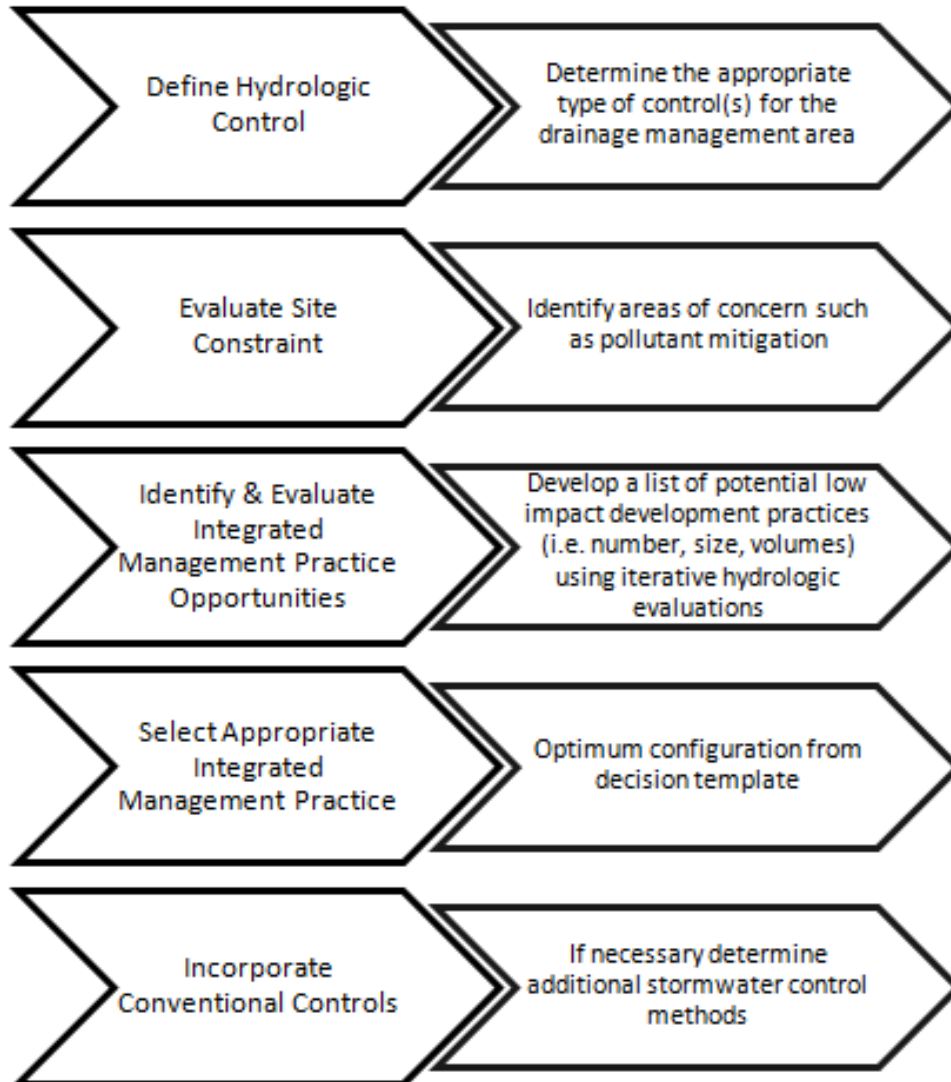 Define Hydrologic
Control
Determine the appropriate
type of control(s) for the
drainage management area
Evaluate Site
Constraint
Identify areas of concern such
as pollutant mitigation
Identify & Evaluate
Integrated
Management Practice
Opportunities
Develop a list of potential low
impact development practices
(i.e. number, size, volumes)
using iterative hydrologic
evaluations
Select Appropriate
Integrated
Management Practice
Optimum configuration from
decision template
Incorporate
Conventional Controls
If necessary determine
additional stormwater control
methods